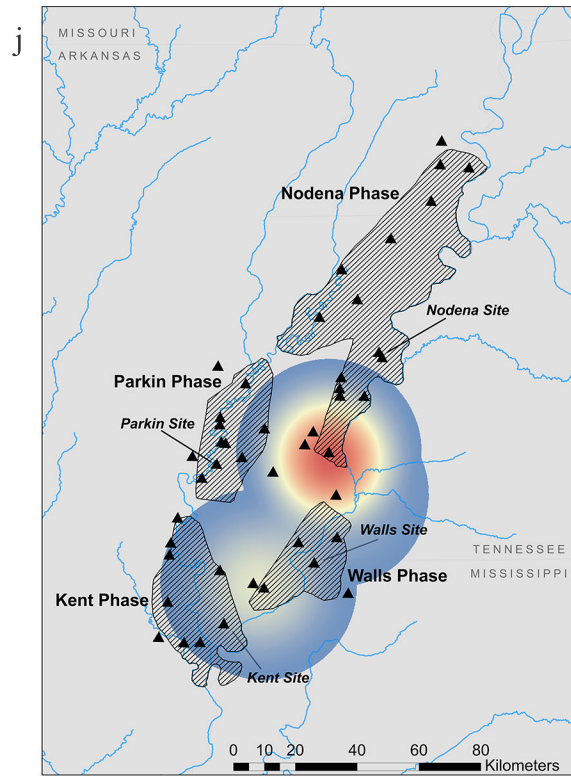 j
MISSOURI
ARKANSAS
Nodena Phase
Nodena Site
Parkin Phase
Parkin Site
Walls Site
TENNESSEE
MISSISSIPPI
Walls Phase
Kent Phase
Kent Site
0 5 10 20 40 60 80
Kilometers